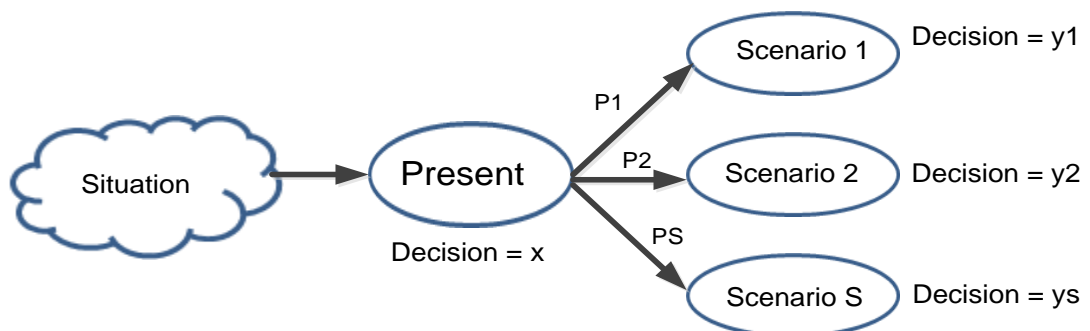 Situation
Present
Decision = x
P1
P2
PS
Scenario 1
Decision = y1
Scenario 2
Decision = y2
Scenario S
Decision = ys